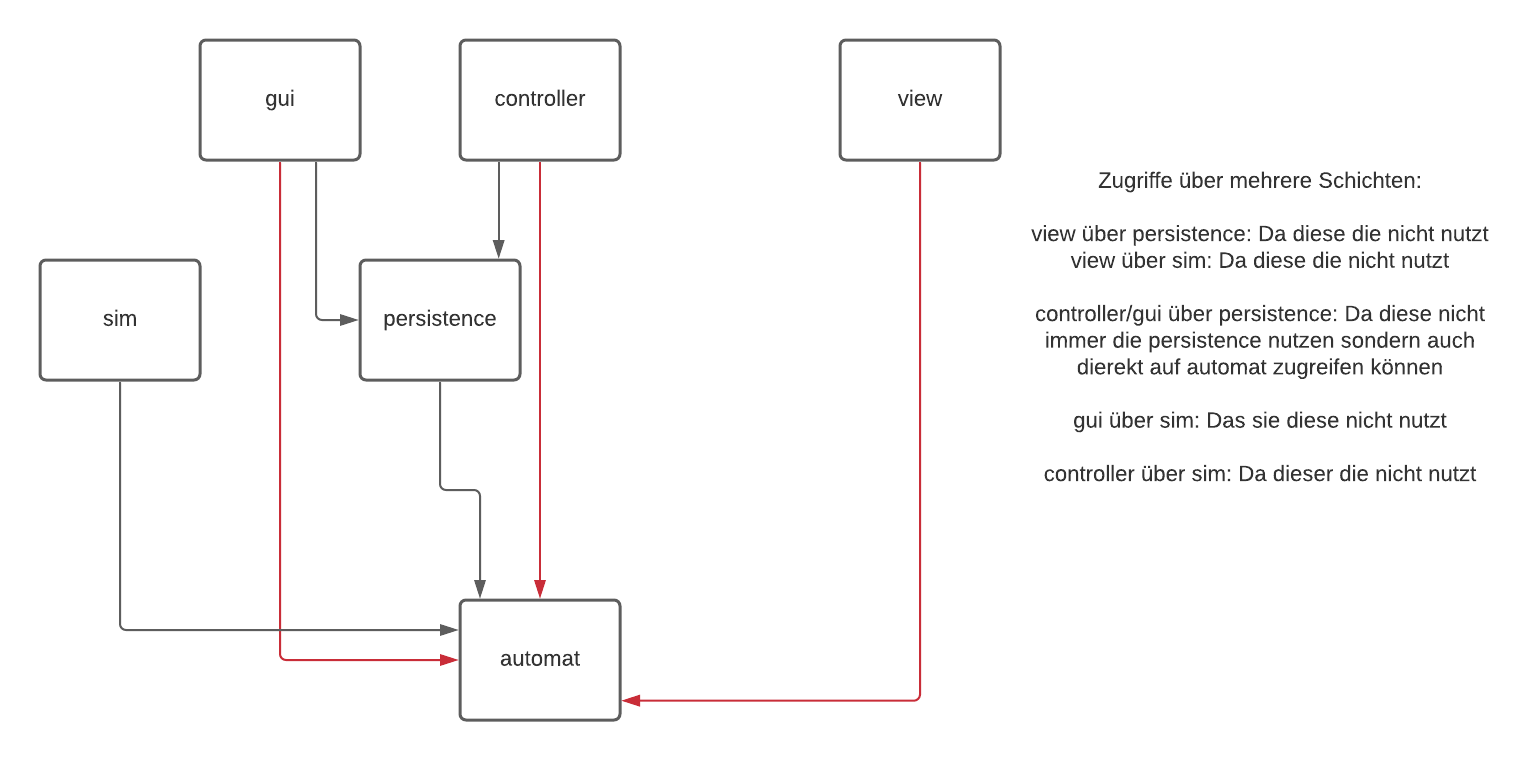 gui
controller
view
sim
persistence
automat
Zugriffe über mehrere Schichten:
view über persistence: Da diese die nicht nutzt
view über sim: Da diese die nicht nutzt
controller/gui über persistence: Da diese nicht
immer die persistence nutzen sondern auch
dierekt auf automat zugreifen können
gui über sim: Das sie diese nicht nutzt
controller über sim: Da dieser die nicht nutzt